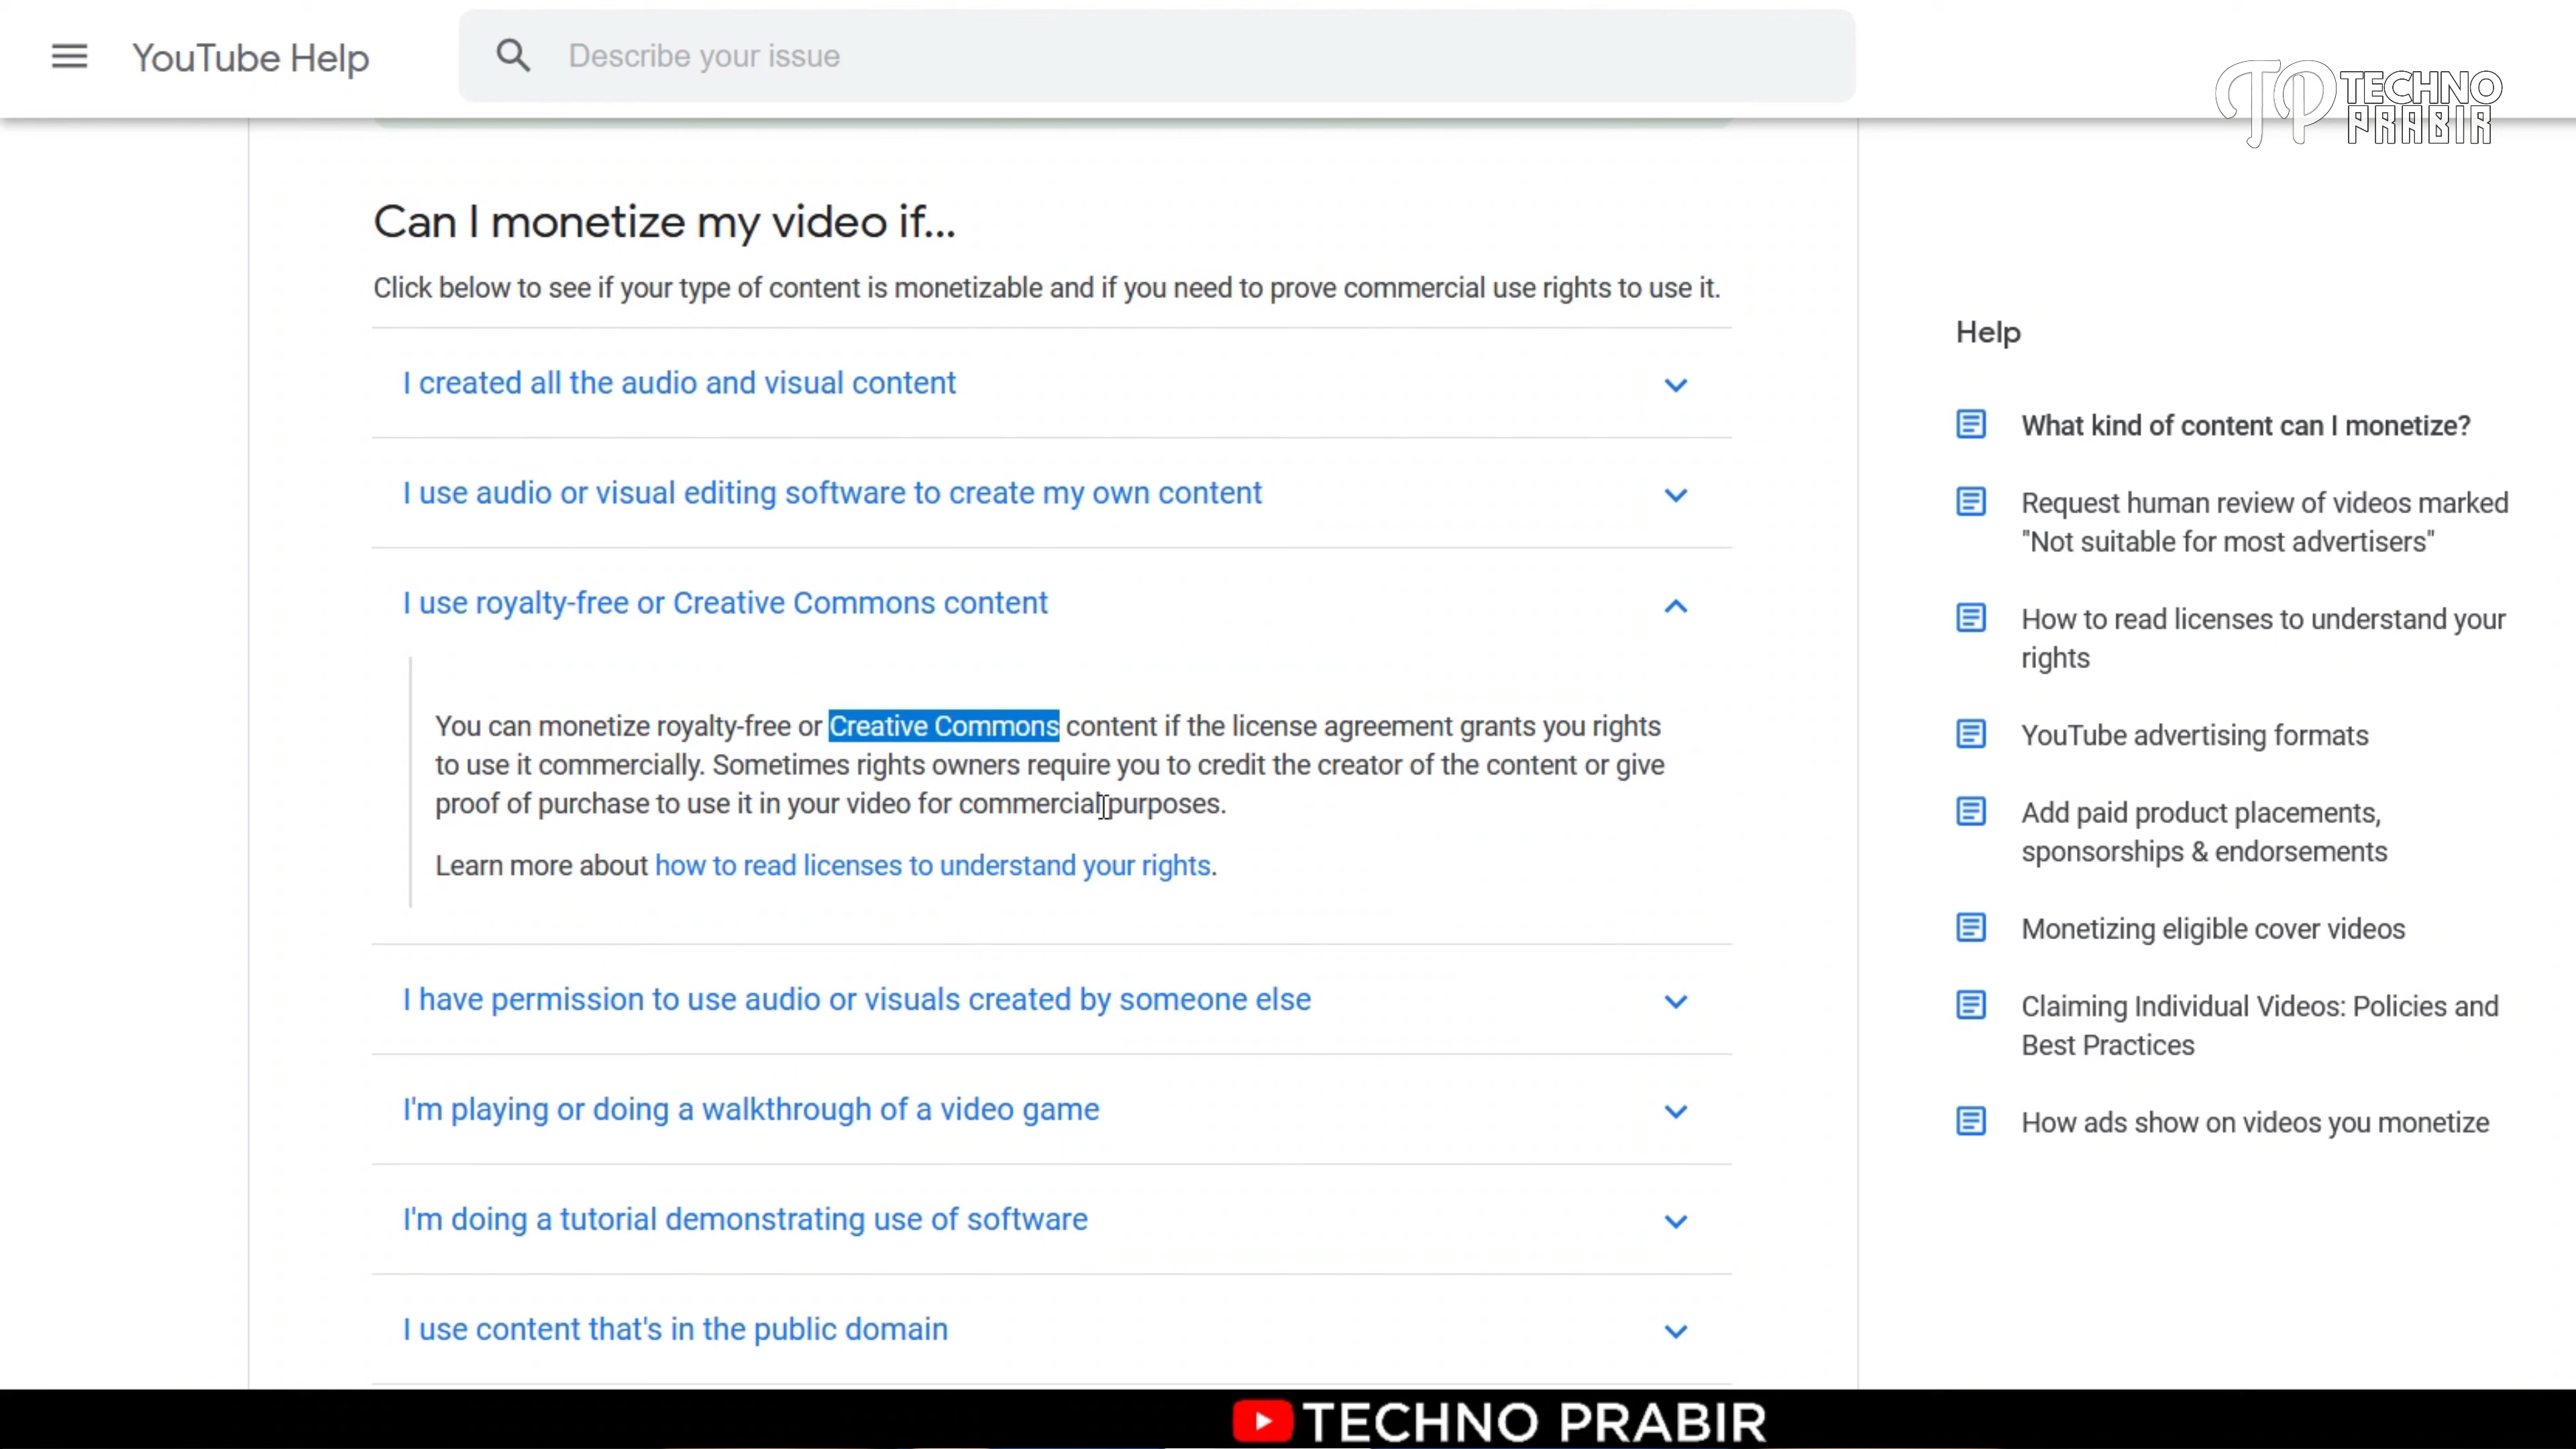 YouTube Help
Describe your issue
TP TECHNO
PRABIR
Can I monetize my video if...
Click below to see if your type of content is monetizable and if you need to prove commercial use rights to use it.
I created all the audio and visual content
I use audio or visual editing software to create my own content
I use royalty-free or Creative Commons content
You can monetize royalty-free or Creative Commons content if the license agreement grants you rights
to use it commercially. Sometimes rights owners require you to credit the creator of the content or give
proof of purchase to use it in your video for commercial purposes.
Learn more about how to read licenses to understand your rights.
I have permission to use audio or visuals created by someone else
I'm playing or doing a walkthrough of a video game
I'm doing a tutorial demonstrating use of software
I use content that's in the public domain
Help
What kind of content can I monetize?
Request human review of videos marked
"Not suitable for most advertisers"
How to read licenses to understand your
rights
YouTube advertising formats
Add paid product placements,
sponsorships & endorsements
Monetizing eligible cover videos
Claiming Individual Videos: Policies and
Best Practices
How ads show on videos you monetize
TECHNO PRABIR